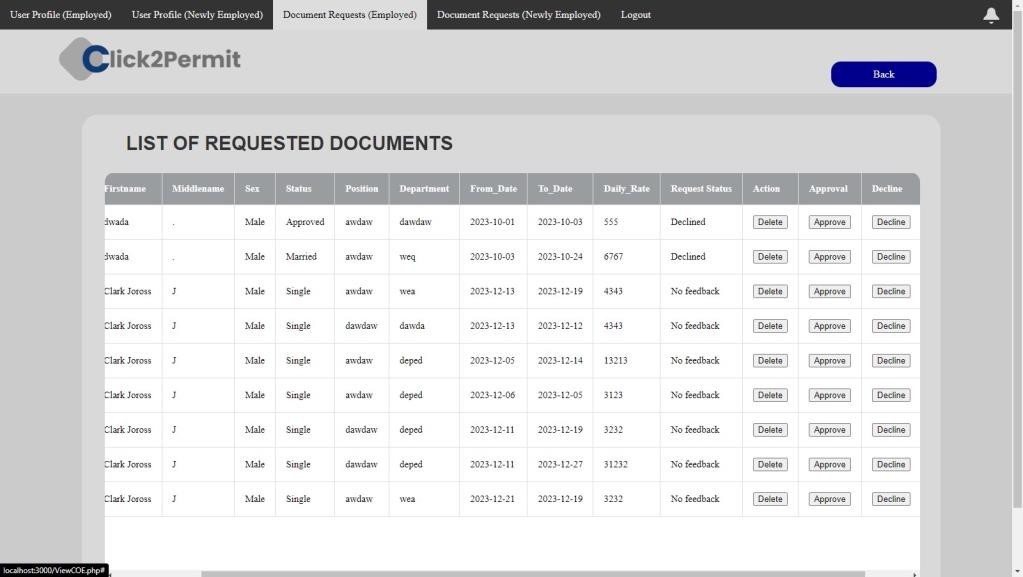 User Profile (Employed) User Profile (Newly Employed) Document Requests (Employed) Document Requests (Newly Employed) Logout
Click2Permit
Back
LIST OF REQUESTED DOCUMENTS
Firstname Middlename Sex Status Position Department From_Date To_Date Daily_Rate Request Status Action Approval Decline
dwada . Male Approved awdaw dawdaw 2023-10-01 2023-10-03 555 Declined Delete Approve Decline
dwada . Male Married awdaw weq 2023-10-03 2023-10-24 6767 Declined Delete Approve Decline
Clark Joross J Male Single awdaw wea 2023-12-13 2023-12-19 4343 No feedback Delete Approve Decline
Clark Joross J Male Single dawdaw dawda 2023-12-13 2023-12-12 4343 No feedback Delete Approve Decline
Clark Joross J Male Single awdaw deped 2023-12-05 2023-12-14 13213 No feedback Delete Approve Decline
Clark Joross J Male Single awdaw deped 2023-12-06 2023-12-05 3123 No feedback Delete Approve Decline
Clark Joross J Male Single dawdaw deped 2023-12-11 2023-12-19 3232 No feedback Delete Approve Decline
Clark Joross J Male Single dawdaw deped 2023-12-11 2023-12-27 31232 No feedback Delete Approve Decline
Clark Joross J Male Single awdaw wea 2023-12-21 2023-12-19 3232 No feedback Delete Approve Decline
localhost:3000/ViewCOE.php#